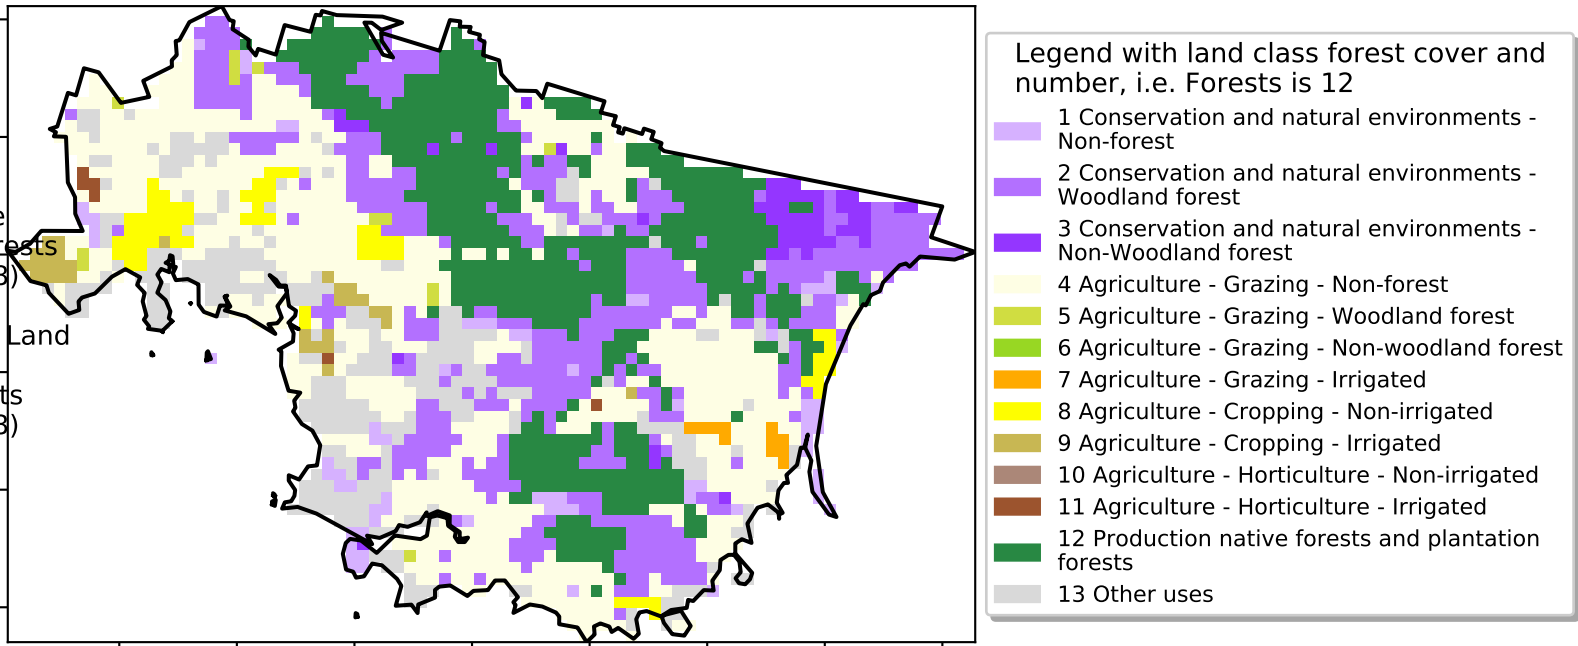 Legend with land class forest cover and
number, i.e. Forests is 12
1 Conservation and natural environments -
Non-forest
2 Conservation and natural environments -
Woodland forest
3 Conservation and natural environments -
Non-Woodland forest
4 Agriculture - Grazing - Non-forest
5 Agriculture - Grazing - Woodland forest
6 Agriculture - Grazing - Non-woodland forest
7 Agriculture - Grazing - Irrigated
8 Agriculture - Cropping - Non-irrigated
9 Agriculture - Cropping - Irrigated
10 Agriculture - Horticulture - Non-irrigated
11 Agriculture - Horticulture - Irrigated
12 Production native forests and plantation
forests
13 Other uses
e
ests
3)
Land
ts
3)